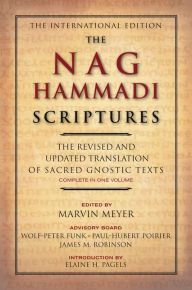 THE INTERNATIONAL EDITION
THE
NAG
HAMMADI
SCRIPTURES
THE REVISED AND
UPDATED TRANSLATION
OF SACRED GNOSTIC TEXTS
COMPLETE IN ONE VOLUME
EDITED BY
MARVIN MEYER
ADVISORY BOARD
WOLF-PETER FUNK • PAUL-HUBERT POIRIER
JAMES M. ROBINSON
INTRODUCTION BY
ELAINE H. PAGELS